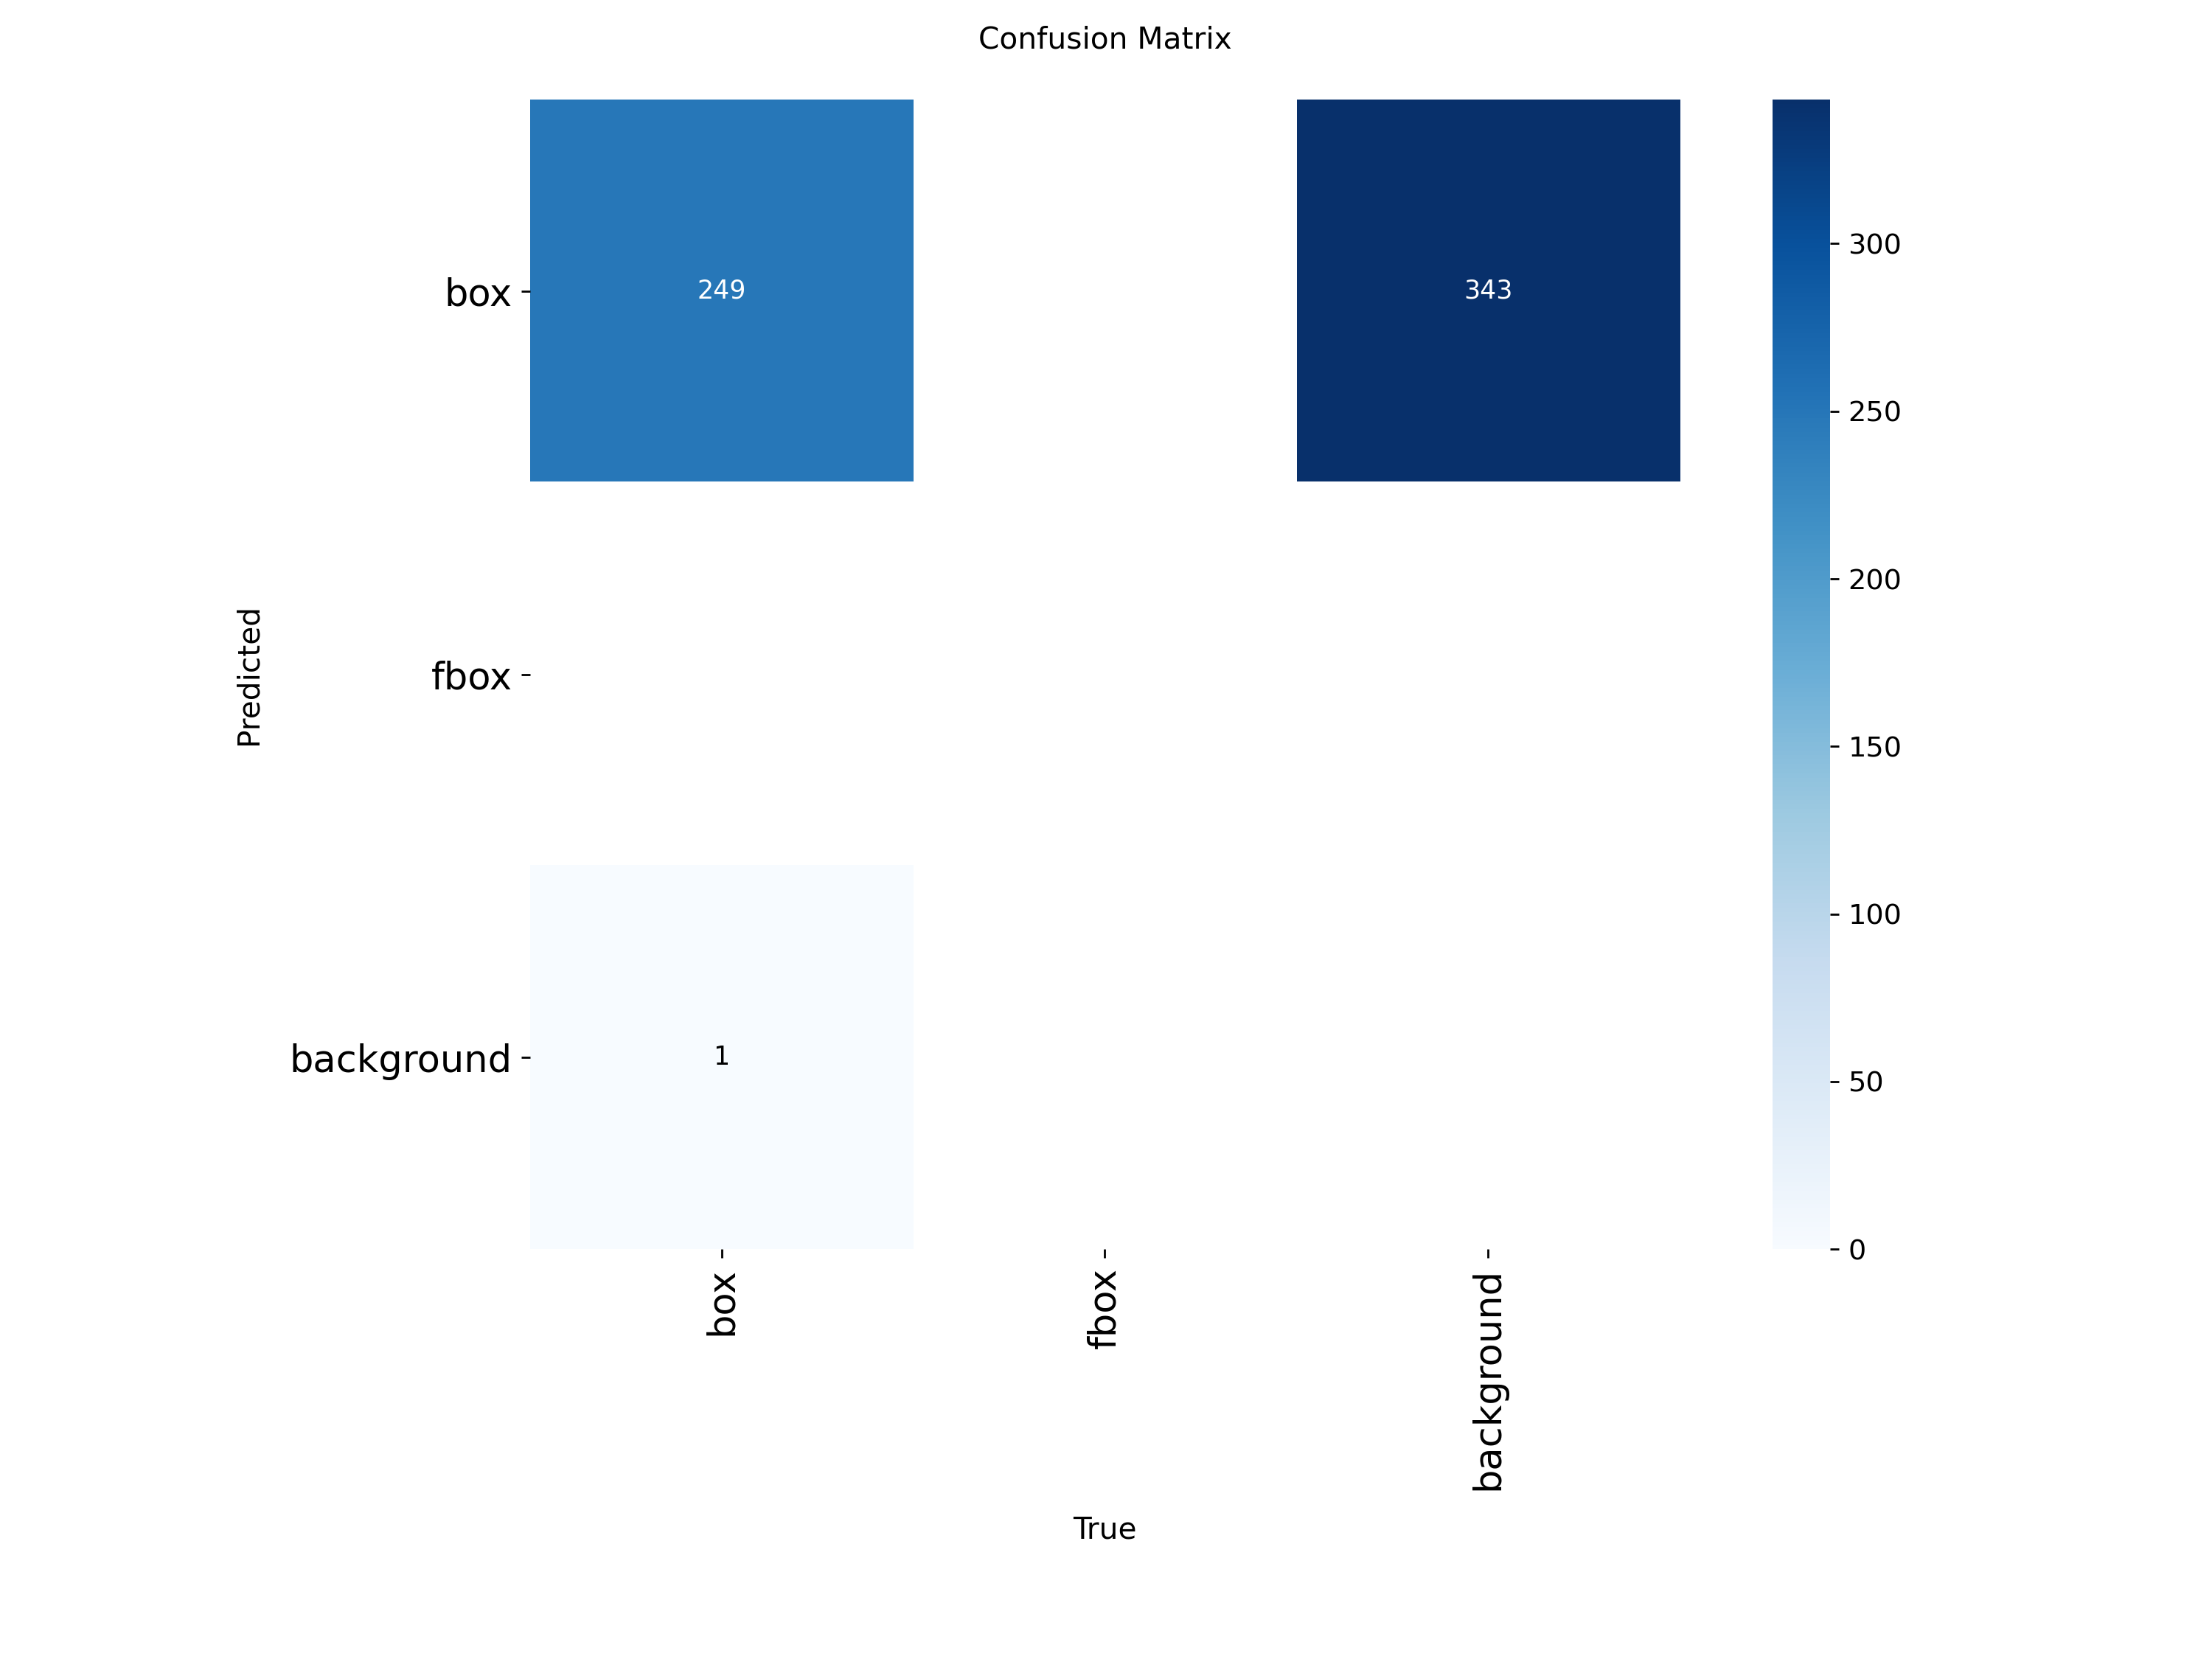 Confusion Matrix
box
249
343
300
250
200
Predicted
fbox
150
100
background
1
50
0
box
fbox
background
True